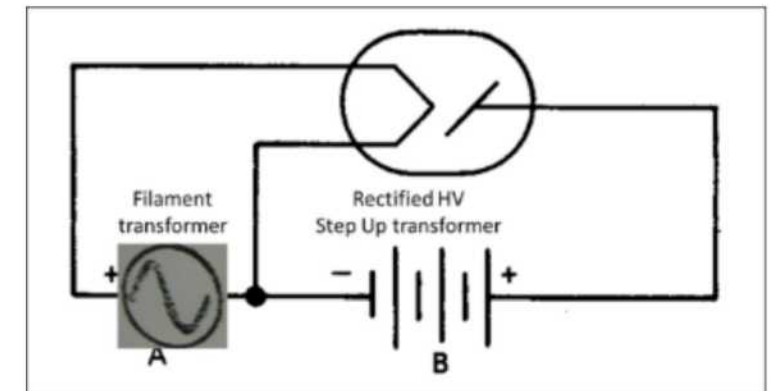 Filament
transformer
Rectified HV
Step Up transformer
+
−
+
A
B